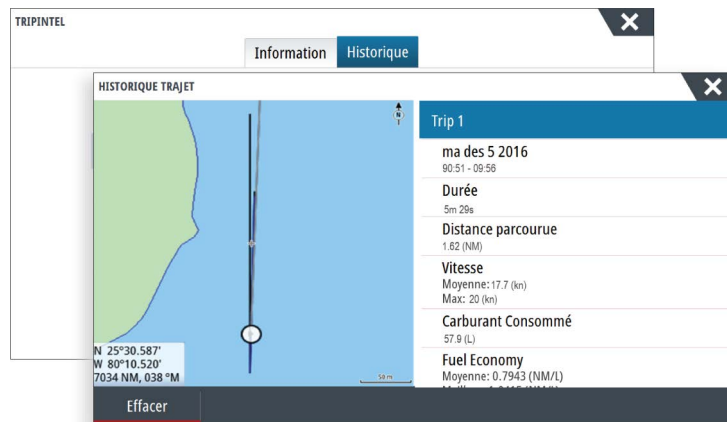 TRIPINTEL
Information
Historique
HISTORIQUE TRAJET
N
N 25°30.587'
W 80°10.520'
7034 NM, 038 °M
50 m
Trip 1
ma des 5 2016
90:51 - 09:56
Durée
5m 29s
Distance parcourue
1.62 (NM)
Vitesse
Moyenne: 17.7 (kn)
Max: 20 (kn)
Carburant Consommé
57.9 (L)
Fuel Economy
Moyenne: 0.7943 (NM/L)
Effacer